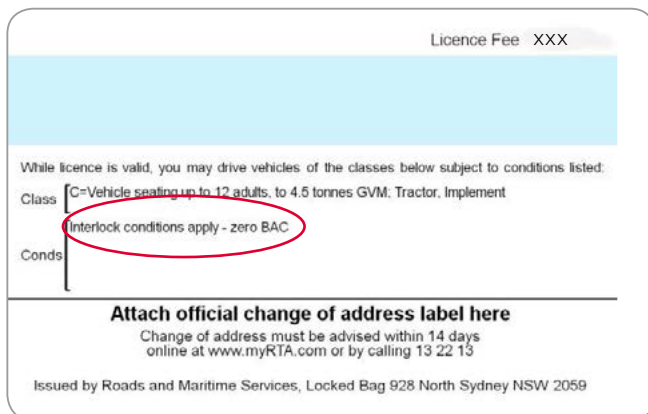 Licence Fee XXX
While licence is valid, you may drive vehicles of the classes below subject to conditions listed:
Class C=Vehicle seating up to 12 adults, to 4.5 tonnes GVM; Tractor, Implement
Interlock conditions apply - zero BAC
Conds
Attach official change of address label here
Change of address must be advised within 14 days
online at www.myRTA.com or by calling 13 22 13
Issued by Roads and Maritime Services, Locked Bag 928 North Sydney NSW 2059